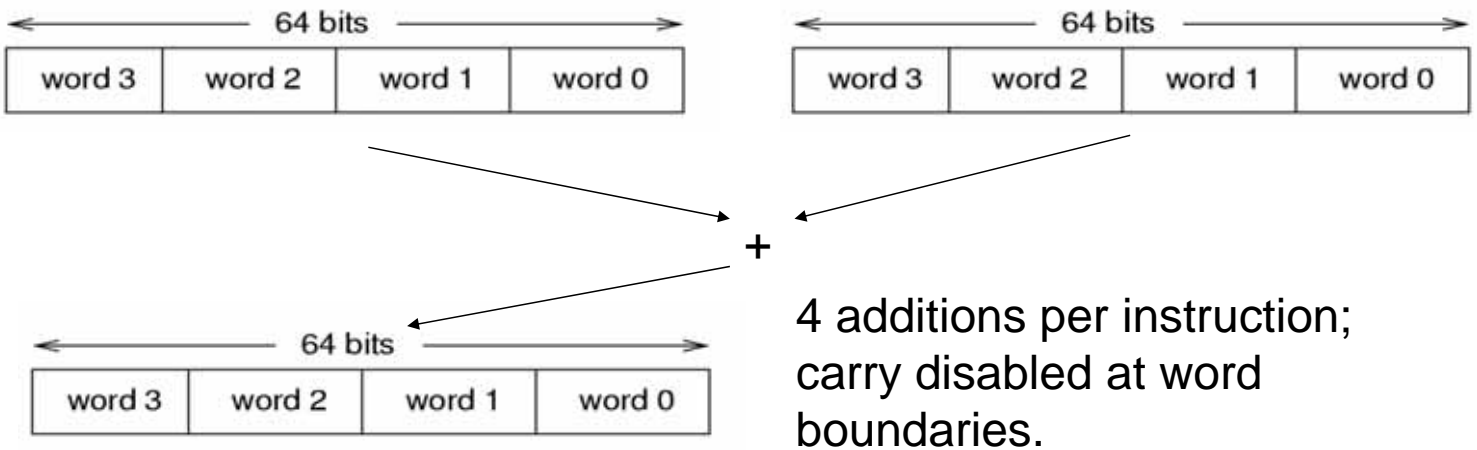 64 bits
word 3 word 2 word 1 word 0
64 bits
word 3 word 2 word 1 word 0
+
64 bits
word 3 word 2 word 1 word 0
4 additions per instruction;
carry disabled at word
boundaries.